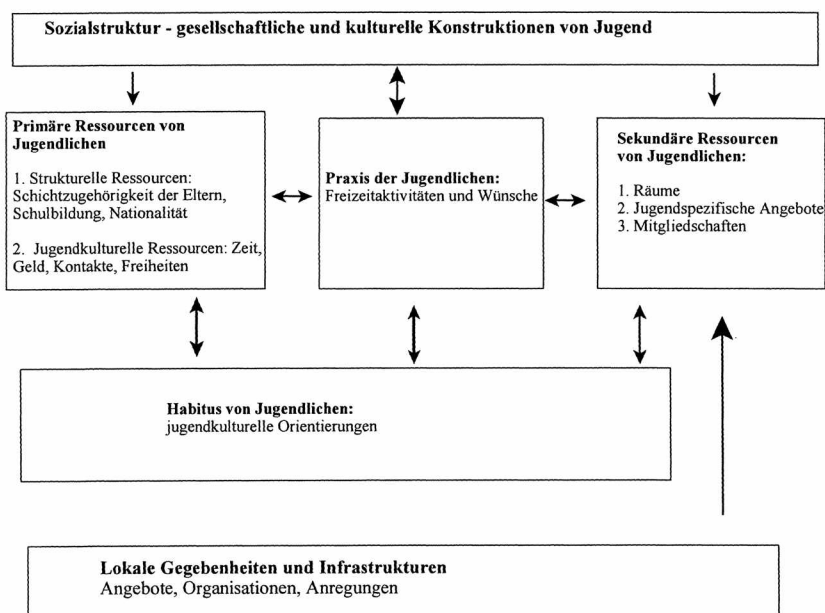 Sozialstruktur - gesellschaftliche und kulturelle Konstruktionen von Jugend
Primäre Ressourcen von
Jugendlichen
1. Strukturelle Ressourcen:
Schichtzugehörigkeit der Eltern,
Schulbildung, Nationalität
2. Jugendkulturelle Ressourcen: Zeit,
Geld, Kontakte, Freiheiten
Praxis der Jugendlichen:
Freizeitaktivitäten und Wünsche
Sekundäre Ressourcen
von Jugendlichen:
1. Räume
2. Jugendspezifische Angebote
3. Mitgliedschaften
Habitus von Jugendlichen:
jugendkulturelle Orientierungen
Lokale Gegebenheiten und Infrastrukturen
Angebote, Organisationen, Anregungen